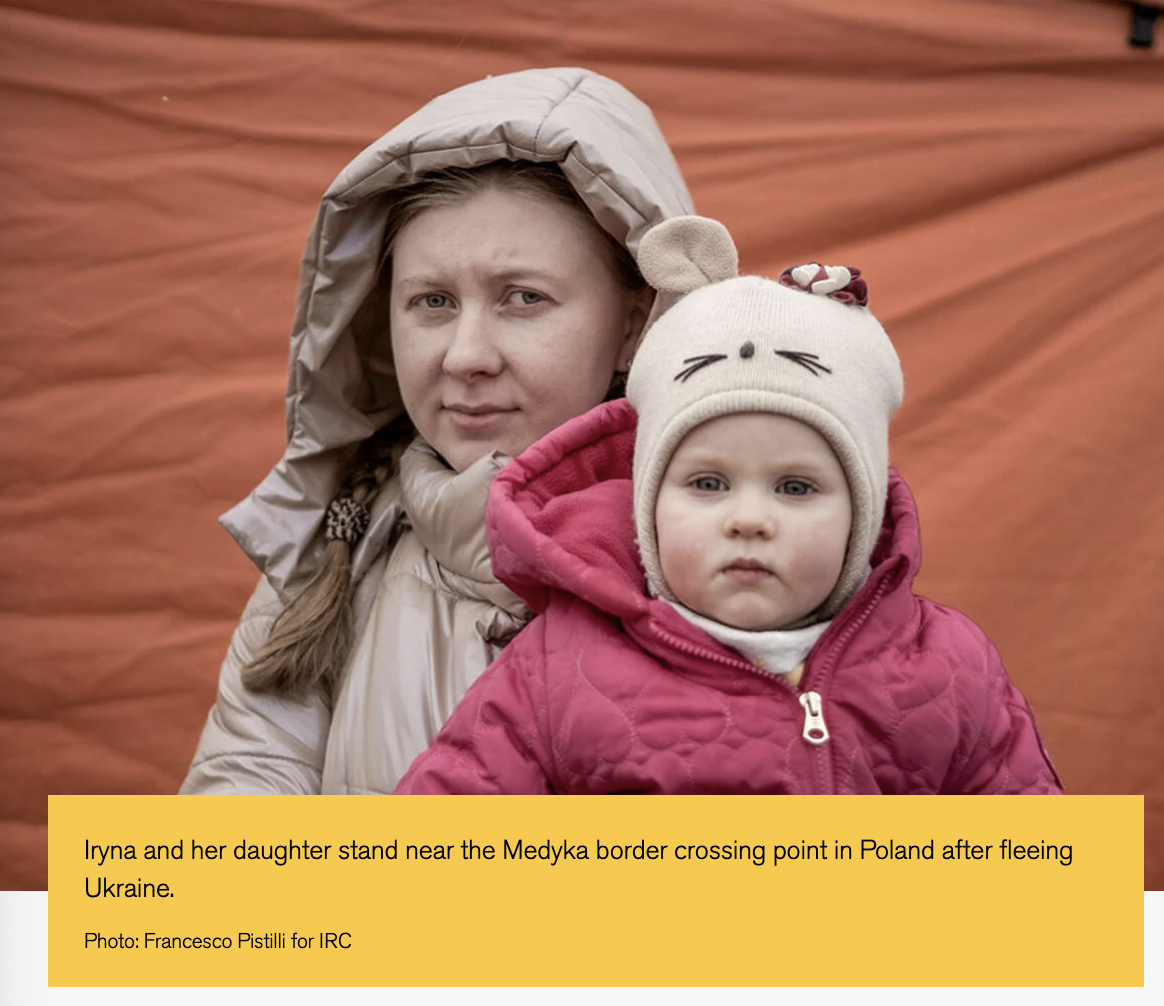 Iryna and her daughter stand near the Medyka border crossing point in Poland after fleeing
Ukraine.
Photo: Francesco Pistilli for IRC